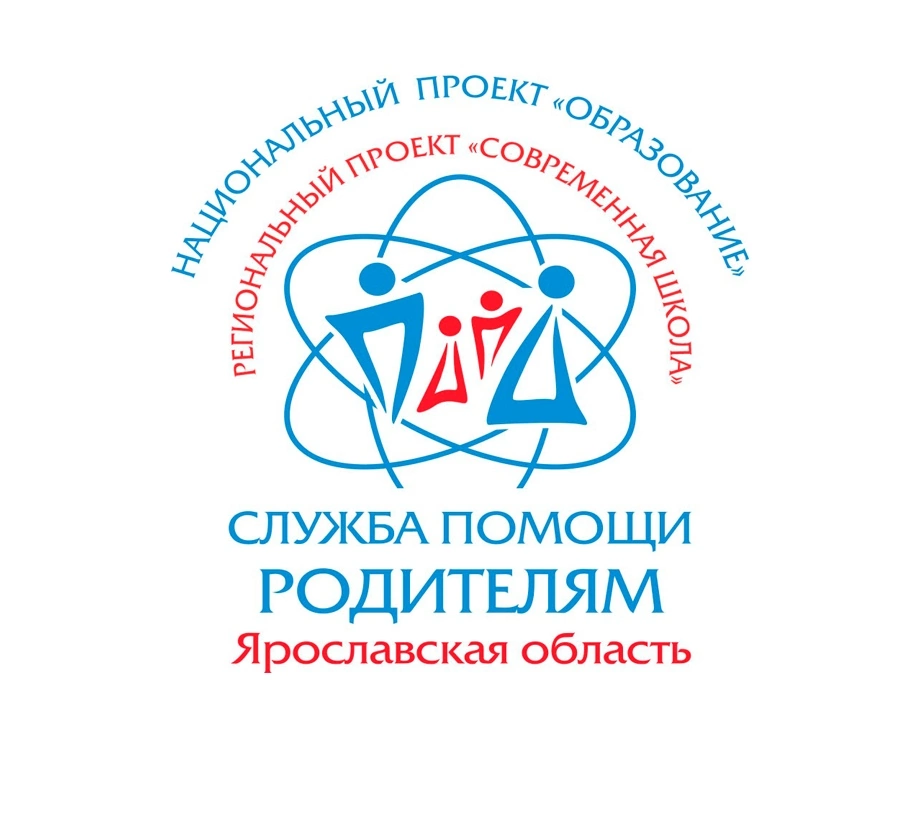 НАЦИОНАЛЬНЫЙ ПРОЕКТ «ОБРАЗОВАНИЕ»
РЕГИОНАЛЬНЫЙ ПРОЕКТ «СОВРЕМЕННАЯ ШКОЛА»
СЛУЖБА ПОМОЩИ
РОДИТЕЛЯМ
Ярославская область